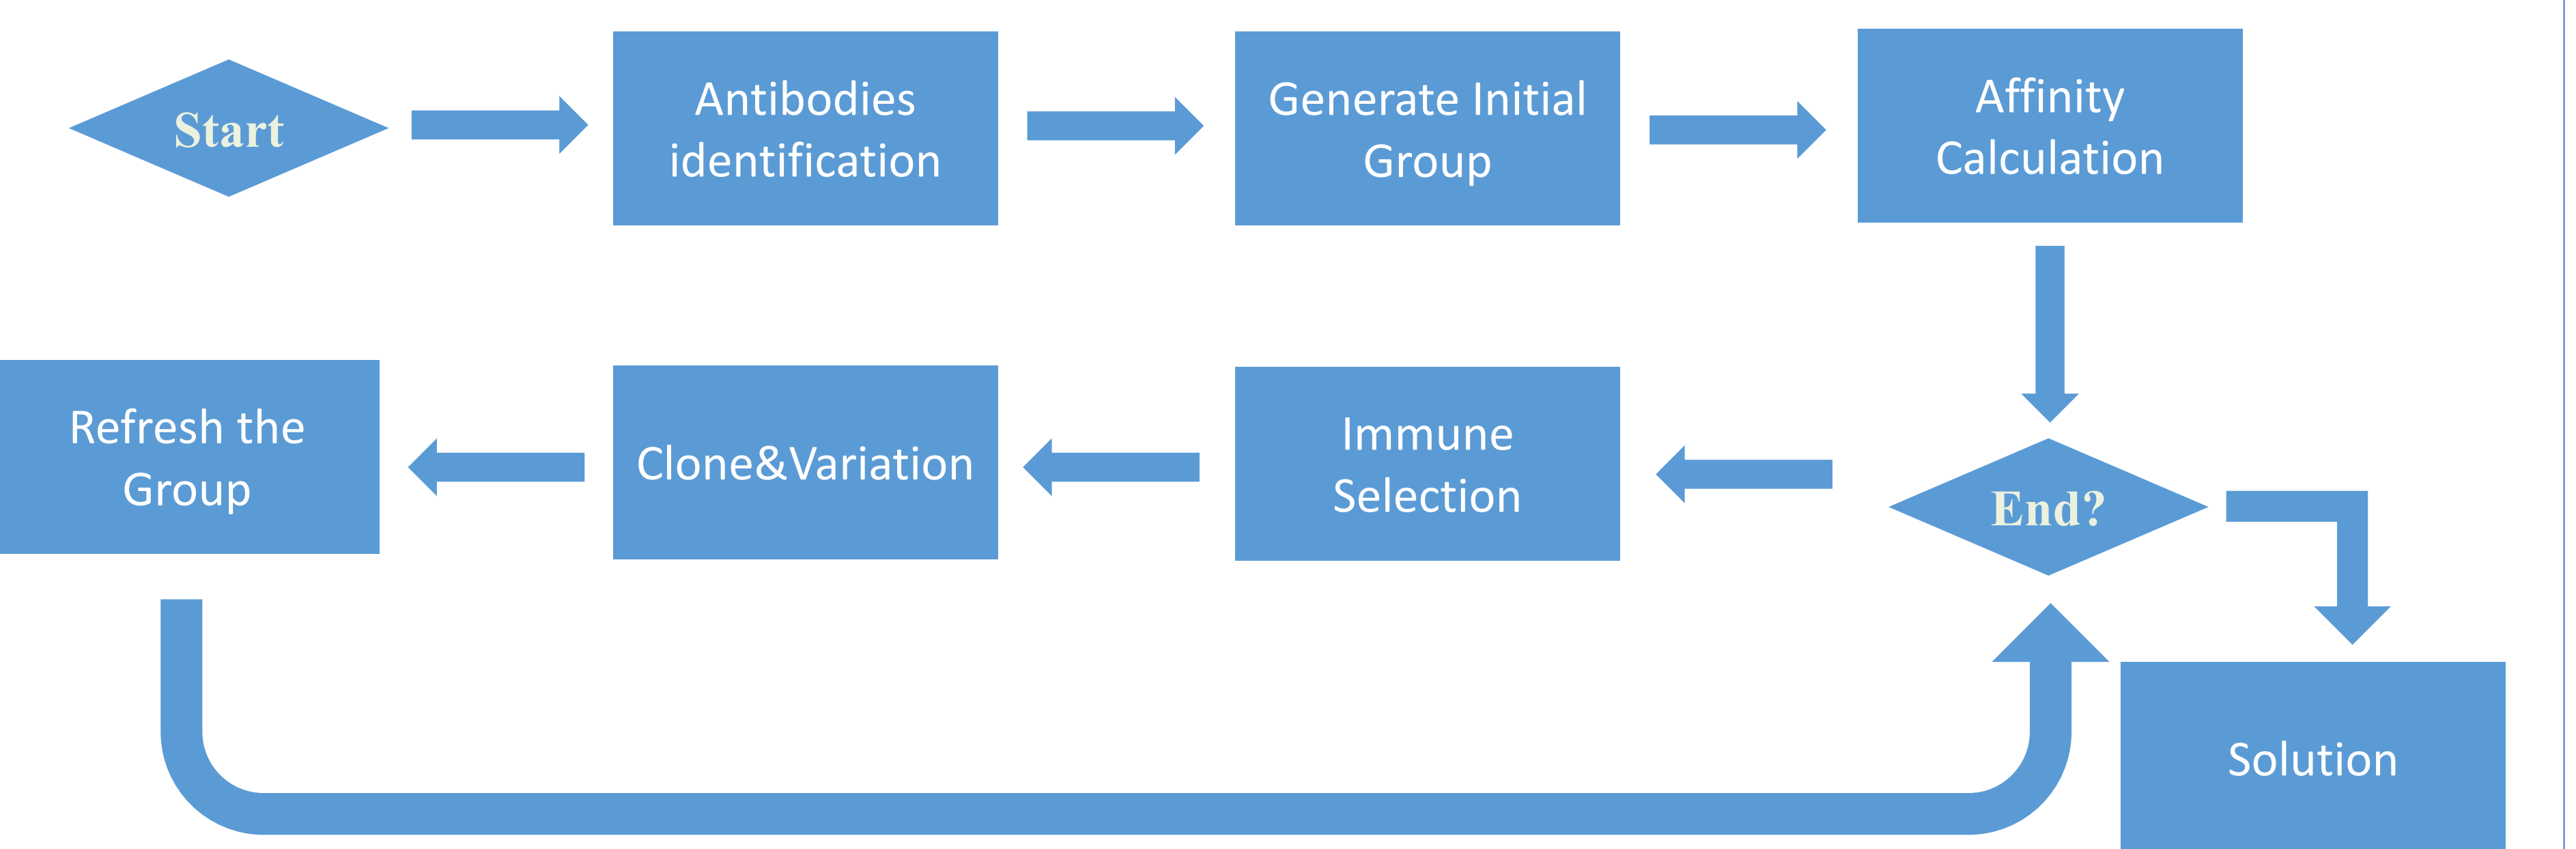 Start
Antibodies
identification
Generate Initial
Group
Affinity
Calculation
Refresh the
Group
Clone&Variation
Immune
Selection
End?
Solution